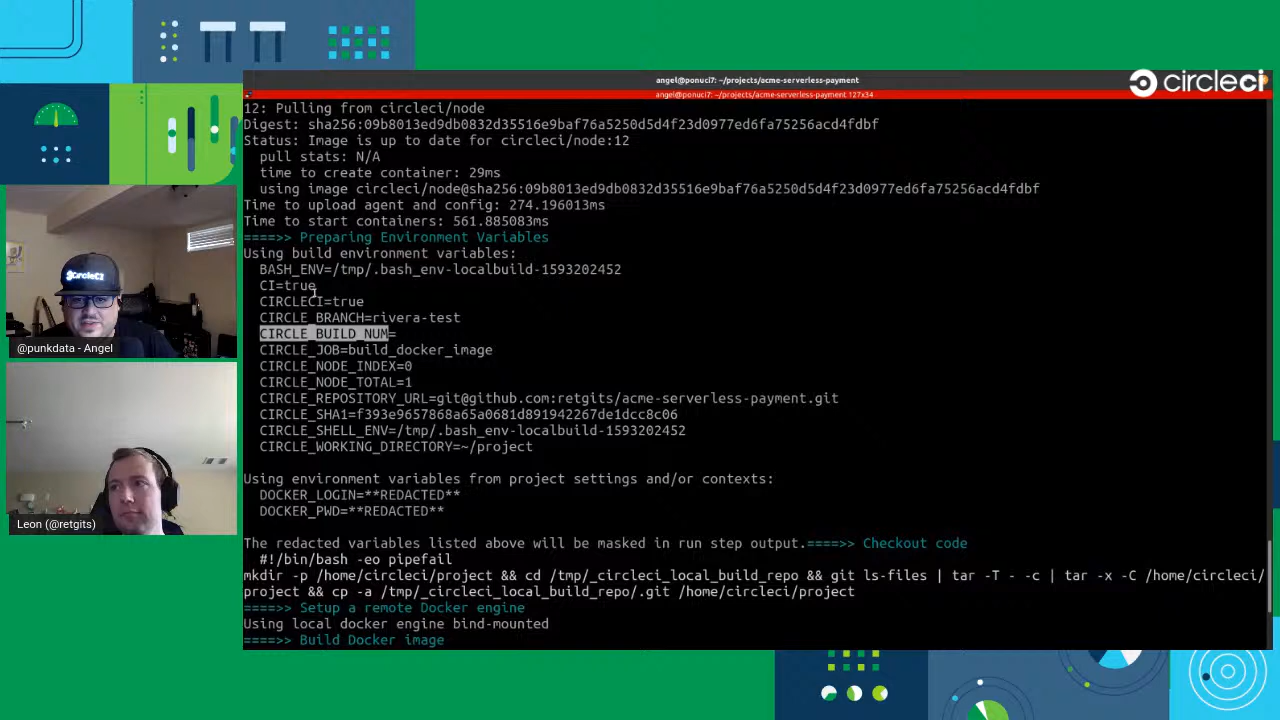 angel@ponuci7: ~/projects/acme-serverless-payment
circleci
angel@ponuci7: ~/projects/acme-serverless-payment 127x34
12: Pulling from circleci/node
Digest: sha256:09b8013ed9db0832d35516e9baf76a5250d5d4f23d0977ed6fa75256acd4fdbf
Status: Image is up to date for circleci/node:12
pull stats: N/A
time to create container: 29ms
using image circleci/node@sha256:09b8013ed9db0832d35516e9baf76a5250d5d4f23d0977ed6fa75256acd4fdbf
Time to upload agent and config: 274.196013ms
Time to start containers: 561.885083ms
====>> Preparing Environment Variables
Using build environment variables:
BASH_ENV=/tmp/.bash_env-localbuild-1593202452
CI=true
CIRCLECI=true
CIRCLE_BRANCH=rivera-test
CIRCLE_BUILD_NUM=
CIRCLE_JOB=build_docker_image
CIRCLE_NODE_INDEX=0
CIRCLE_NODE_TOTAL=1
CIRCLE_REPOSITORY_URL=git@github.com:retgits/acme-serverless-payment.git
CIRCLE_SHA1=f393e9657868a65a0681d891942267de1dcc8c06
CIRCLE_SHELL_ENV=/tmp/.bash_env-localbuild-1593202452
CIRCLE_WORKING_DIRECTORY=~/project
Using environment variables from project settings and/or contexts:
DOCKER_LOGIN=**REDACTED**
DOCKER_PWD=**REDACTED**
The redacted variables listed above will be masked in run step output.====>> Checkout code
#!/bin/bash -eo pipefail
mkdir -p /home/circleci/project && cd /tmp/_circleci_local_build_repo && git ls-files | tar -T - -c | tar -x -C /home/circleci/
project && cp -a /tmp/_circleci_local_build_repo/.git /home/circleci/project
====>> Setup a remote Docker engine
Using local docker engine bind-mounted
====>> Build Docker image
circleci
@punkdata - Angel
Leon (@retgits)